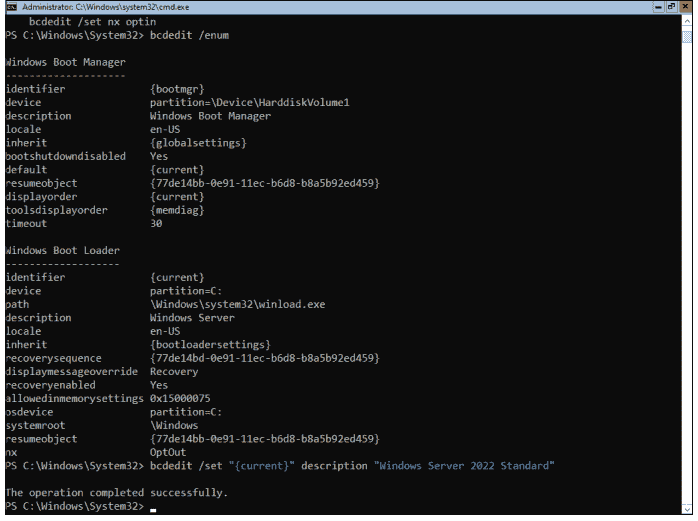 Administrator: C:\Windows\system32\cmd.exe
bcdedit /set nx optin
PS C:\Windows\System32> bcdedit /enum
Windows Boot Manager
--------------------
identifier {bootmgr}
device partition=\Device\HarddiskVolume1
description Windows Boot Manager
locale en-US
inherit {globalsettings}
bootshutdowndisabled Yes
default {current}
resumeobject {77de14bb-0e91-11ec-b6d8-b8a5b92ed459}
displayorder {current}
toolsdisplayorder {memdiag}
timeout 30
Windows Boot Loader
-------------------
identifier {current}
device partition=C:
path \Windows\system32\winload.exe
description Windows Server
locale en-US
inherit {bootloadersettings}
recoverysequence {77de14bd-0e91-11ec-b6d8-b8a5b92ed459}
displaymessageoverride Recovery
recoveryenabled Yes
allowedinmemorysettings 0x15000075
osdevice partition=C:
systemroot \Windows
resumeobject {77de14bb-0e91-11ec-b6d8-b8a5b92ed459}
nx OptOut
PS C:\Windows\System32> bcdedit /set "{current}" description "Windows Server 2022 Standard"
The operation completed successfully.
PS C:\Windows\System32>